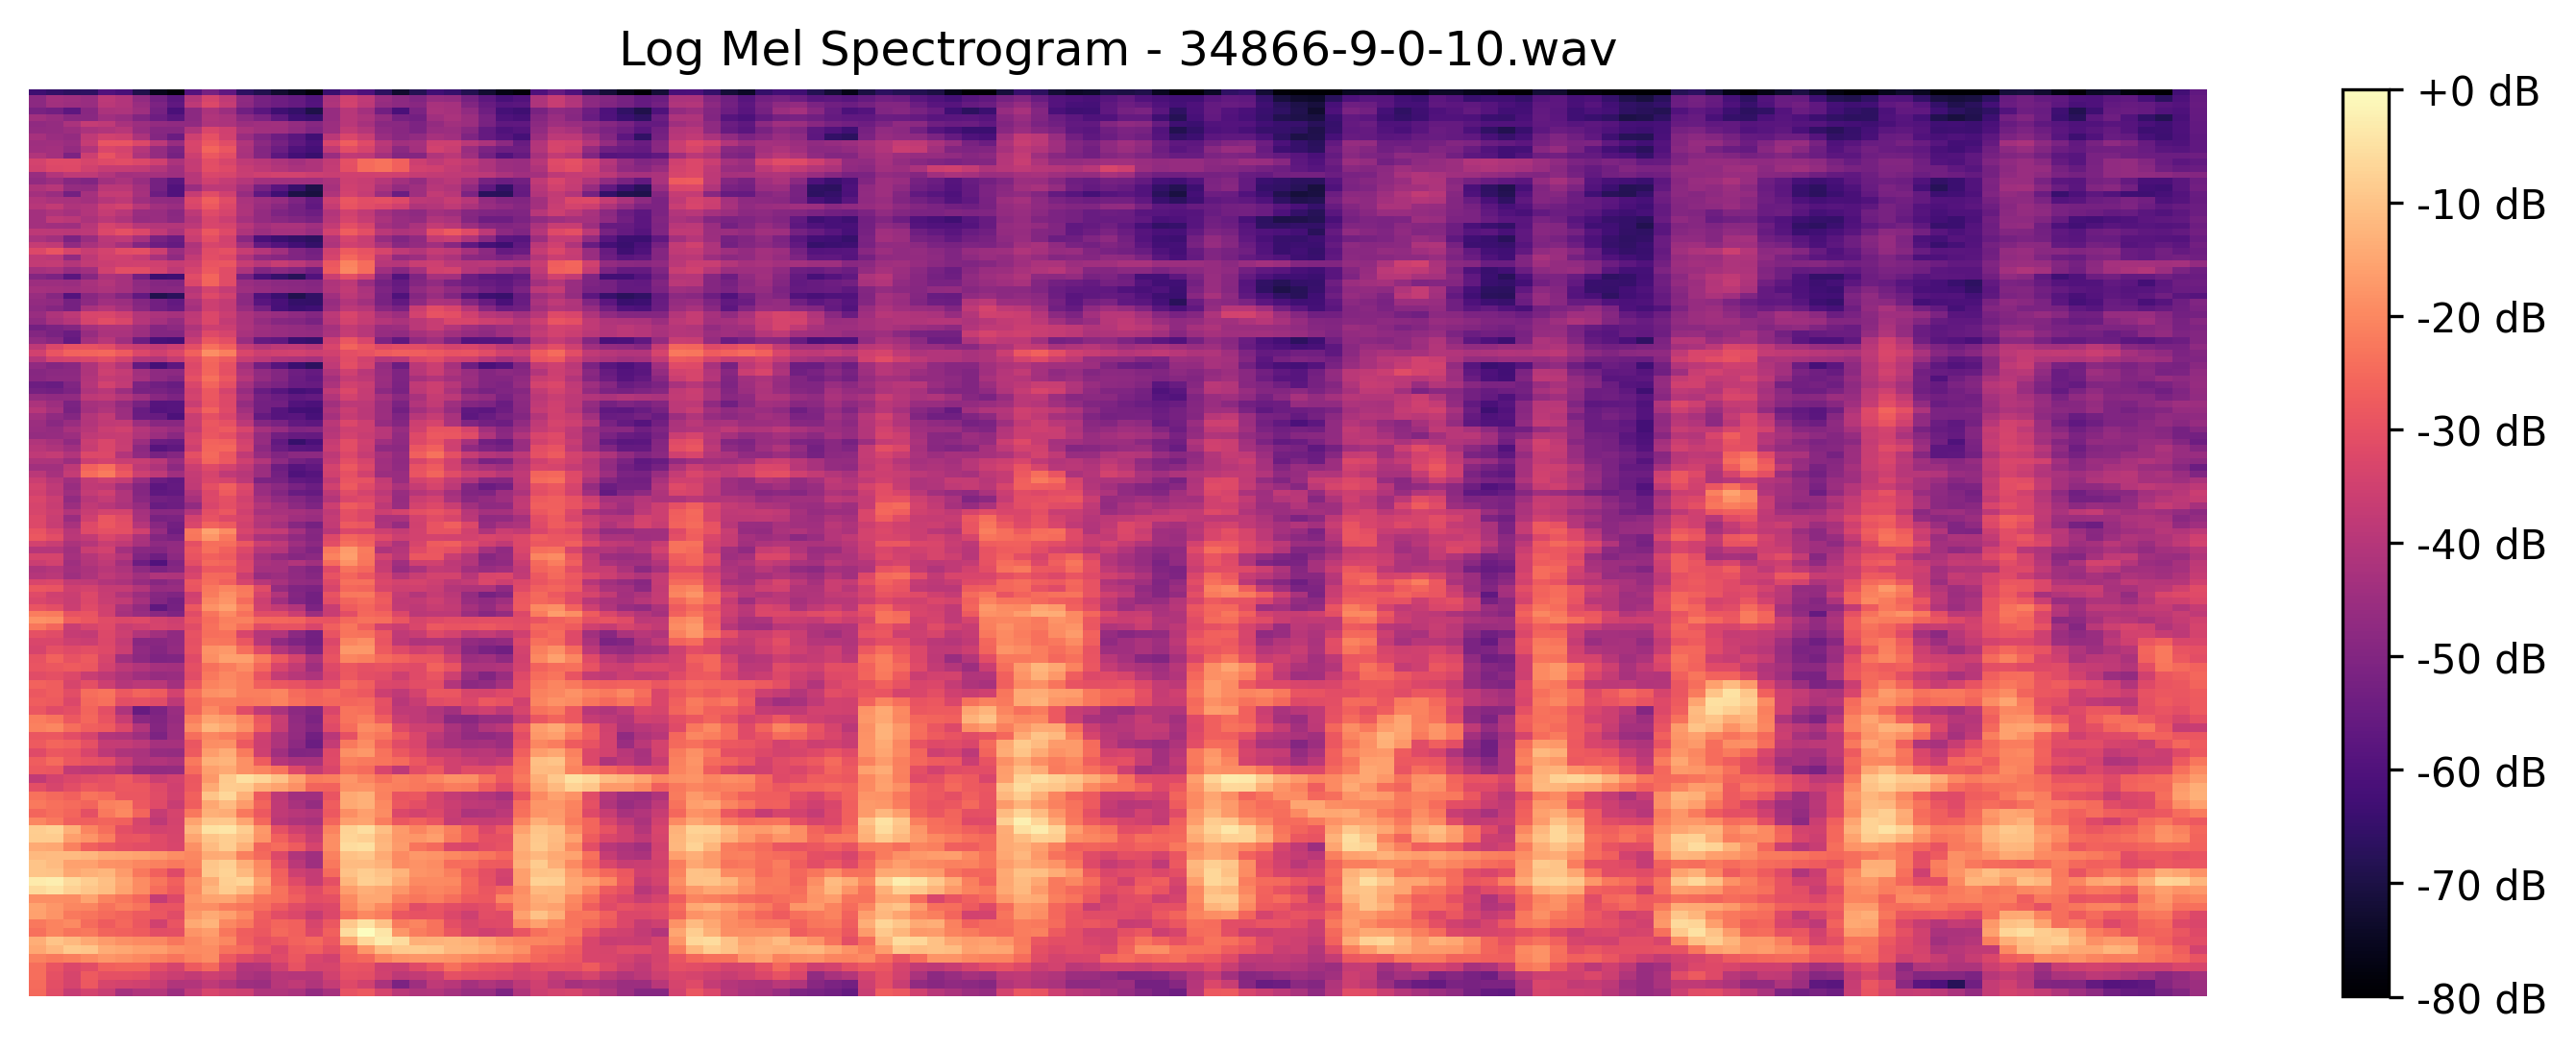 Log Mel Spectrogram - 34866-9-0-10.wav
+0 dB
-10 dB
-20 dB
-30 dB
-40 dB
-50 dB
-60 dB
-70 dB
-80 dB